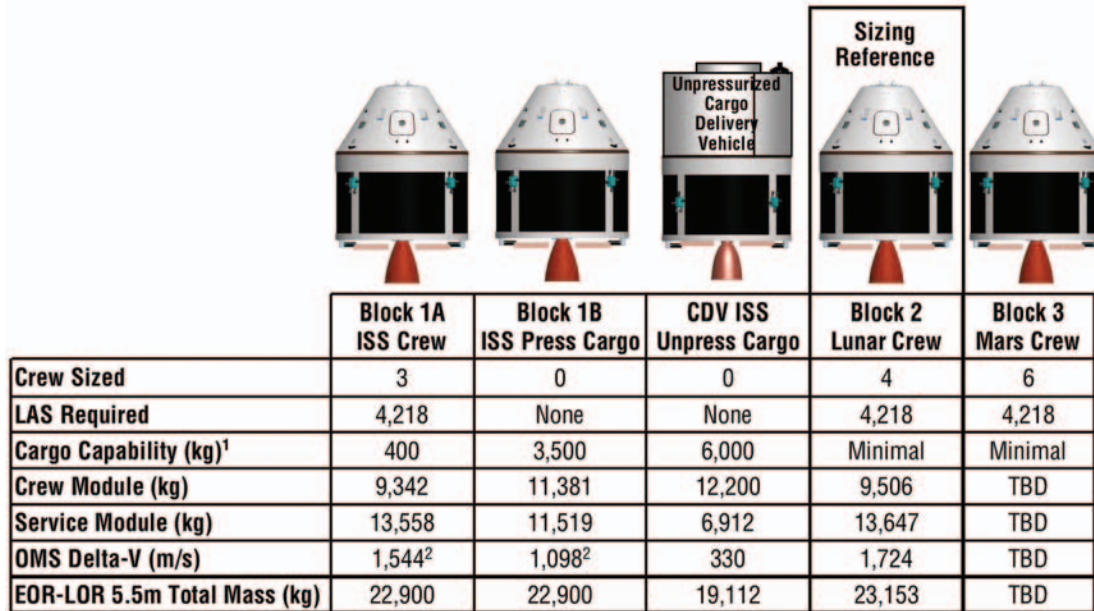 Sizing
Reference
Unpressurized
Cargo
Delivery
Vehicle
Block 1A
ISS Crew
Block 1B
ISS Press Cargo
CDV ISS
Unpress Cargo
Block 2
Lunar Crew
Block 3
Mars Crew
Crew Sized 3 0 0 4 6
LAS Required 4,218 None None 4,218 4,218
Cargo Capability (kg)¹ 400 3,500 6,000 Minimal Minimal
Crew Module (kg) 9,342 11,381 12,200 9,506 TBD
Service Module (kg) 13,558 11,519 6,912 13,647 TBD
OMS Delta-V (m/s) 1,544² 1,098² 330 1,724 TBD
EOR-LOR 5.5m Total Mass (kg) 22,900 22,900 19,112 23,153 TBD